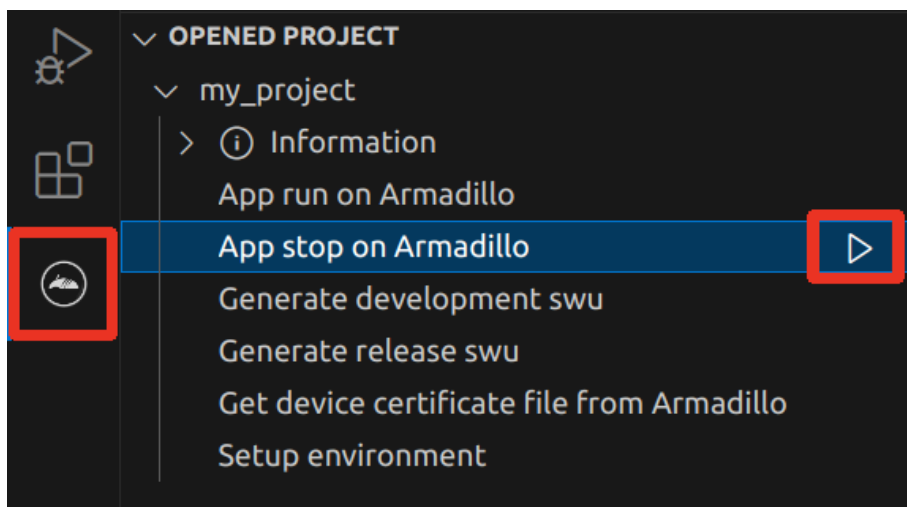 OPENED PROJECT
my_project
Information
App run on Armadillo
App stop on Armadillo
Generate development swu
Generate release swu
Get device certificate file from Armadillo
Setup environment